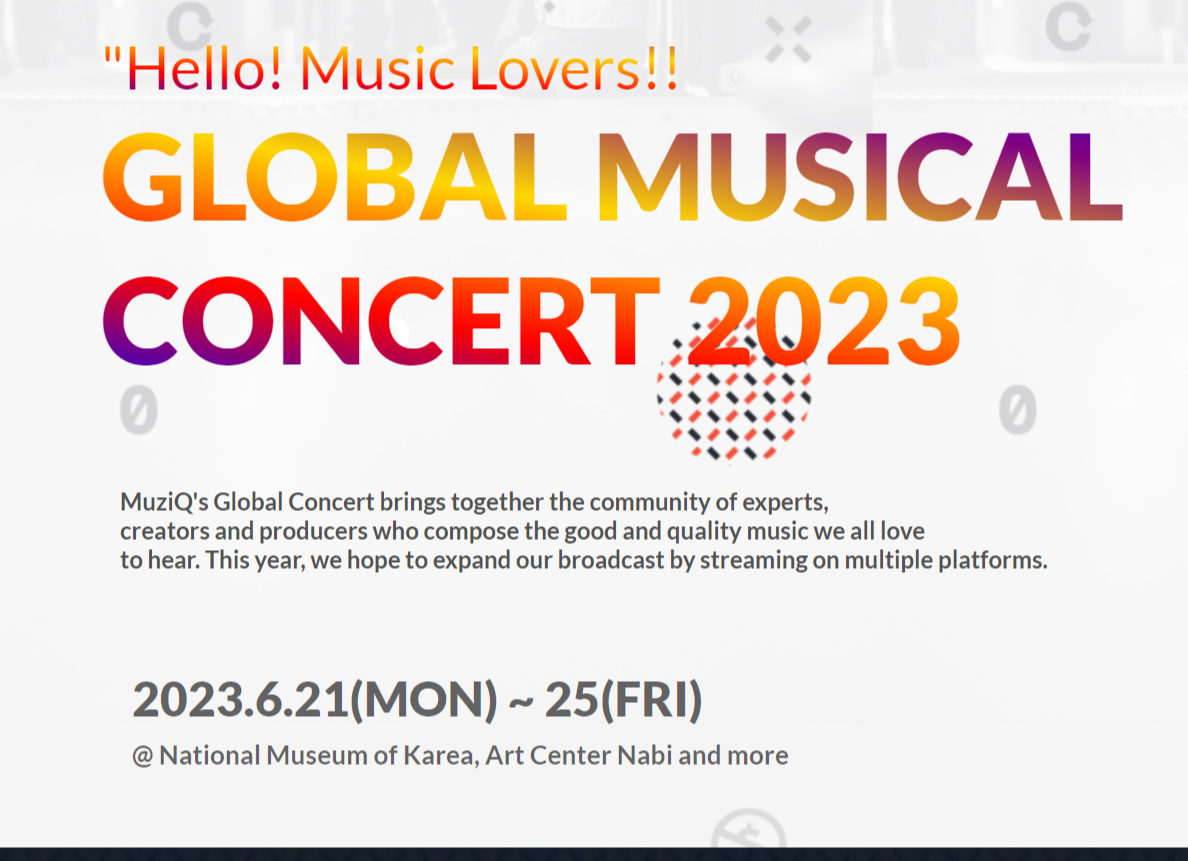 "Hello! Music Lovers!!
GLOBAL MUSICAL
CONCERT 2023
MuziQ's Global Concert brings together the community of experts,
creators and producers who compose the good and quality music we all love
to hear. This year, we hope to expand our broadcast by streaming on multiple platforms.
2023.6.21(MON) ~ 25(FRI)
@ National Museum of Karea, Art Center Nabi and more